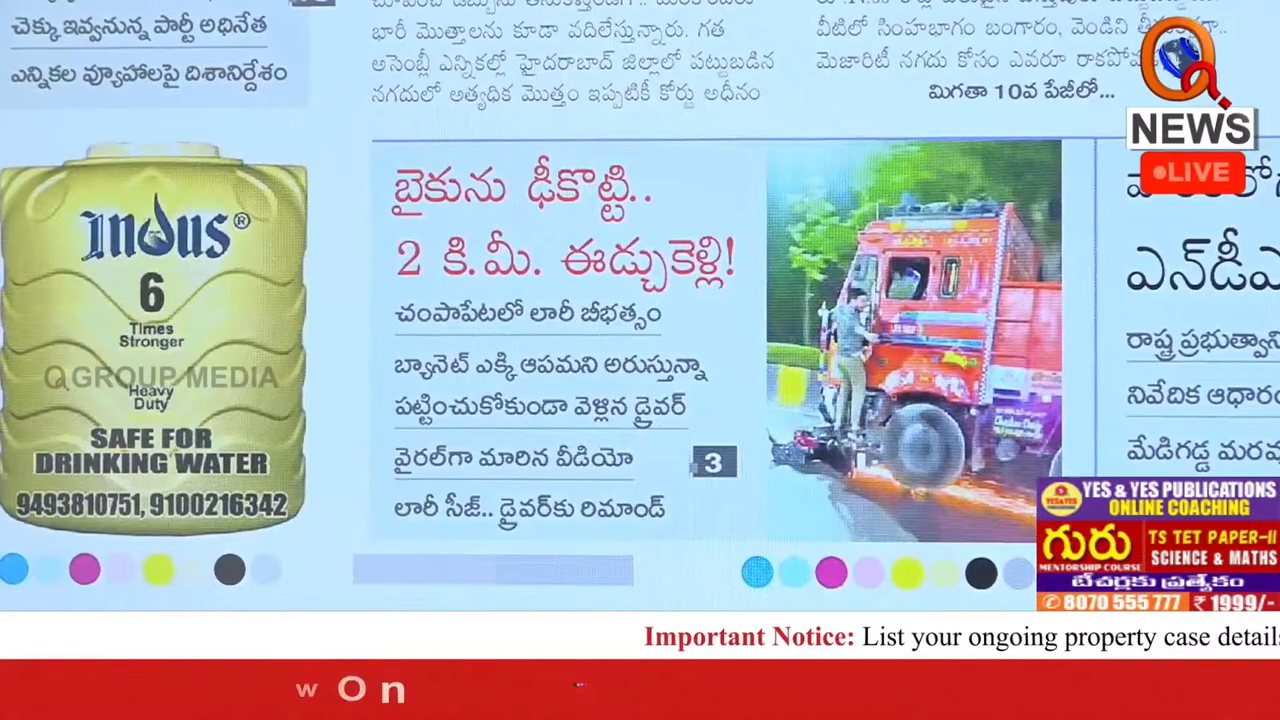 చెక్కు ఇవ్వనున్న పార్టీ అధినేత
ఎన్నికల వ్యూహాలపై దిశానిర్దేశం
భారీ మొత్తాలను కూడా వదిలేస్తున్నారు. గత
అసెంబ్లీ ఎన్నికల్లో హైదరాబాద్ జిల్లాలో పట్టుబడిన
నగదులో అత్యధిక మొత్తం ఇప్పటికీ కోర్టు అధీనం
వీటిలో సింహభాగం బంగారం, వెండిని
మెజారిటీ నగదు కోసం ఎవరూ
మిగతా 10వ పేజీలో...
Q
NEWS
LIVE
Indus®
6
Times
Stronger
Q GROUP MEDIA
Heavy
Duty
SAFE FOR
DRINKING WATER
9493810751, 9100216342
బైకును ఢీకొట్టి..
2 కి.మీ. ఈడ్చుకెళ్లి!
చంపాపేటలో లారీ బీభత్సం
బ్యానెట్ ఎక్కి ఆపమని అరుస్తున్నా
పట్టించుకోకుండా వెళ్లిన డ్రైవర్
వైరల్‌గా మారిన వీడియో
3
లారీ సీజ్.. డ్రైవర్‌కు రిమాండ్
నివేదిక
మేడిగడ్డ
YES & YES PUBLICATIONS
ONLINE COACHING
గురు
MENTORSHIP COURSE
TS TET PAPER-II
SCIENCE & MATHS
టీచర్లకు ప్రత్యేకం
8070 555 777
₹ 1999/-
Important Notice: List your ongoing property case details
w O n